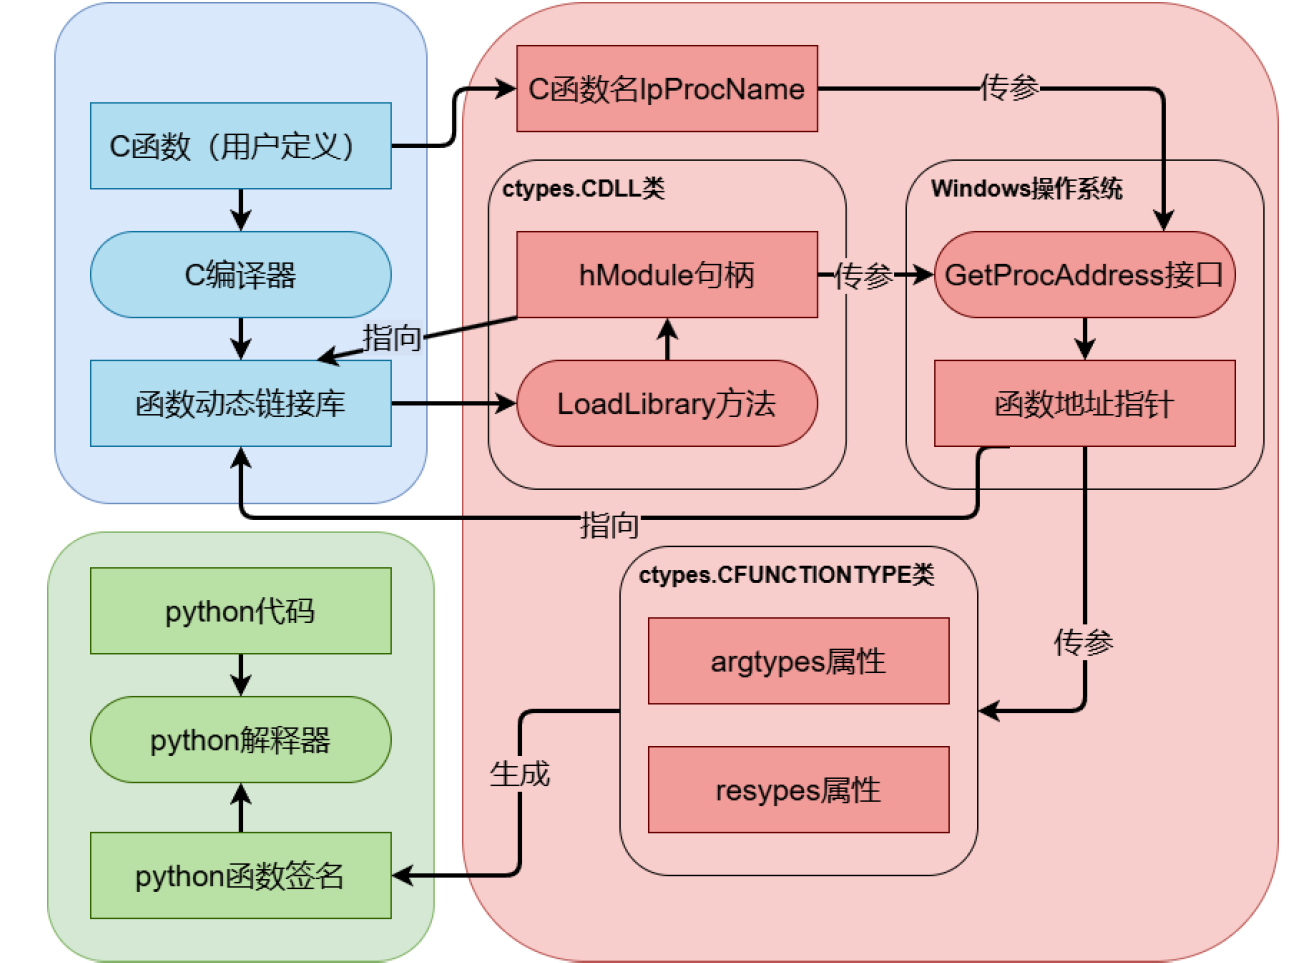 C函数名lpProcName
传参
C函数（用户定义）
ctypes.CDLL类
Windows操作系统
C编译器
hModule句柄
传参
GetProcAddress接口
指向
函数动态链接库
LoadLibrary方法
函数地址指针
指向
ctypes.CFUNCTIONTYPE类
python代码
argtypes属性
传参
python解释器
生成
resypes属性
python函数签名